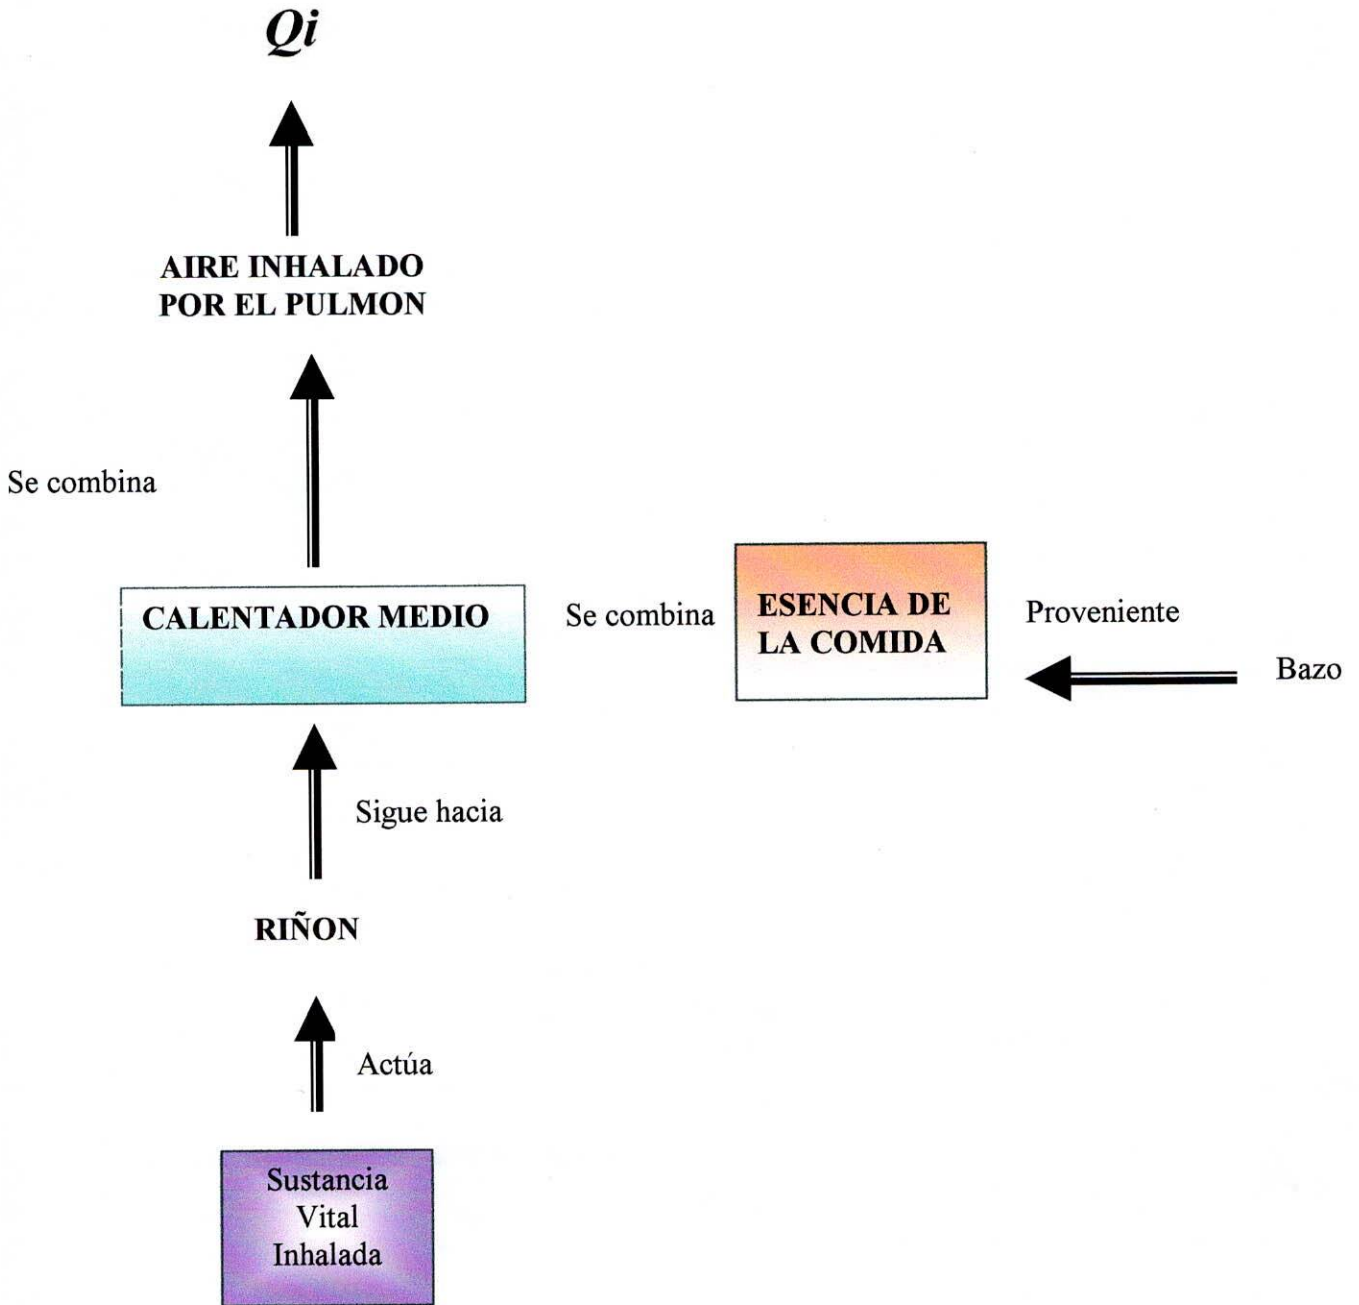 Qi
AIRE INHALADO
POR EL PULMON
Se combina
CALENTADOR MEDIO
Se combina
ESENCIA DE
LA COMIDA
Proveniente
Bazo
Sigue hacia
RIÑON
Actúa
Sustancia
Vital
Inhalada